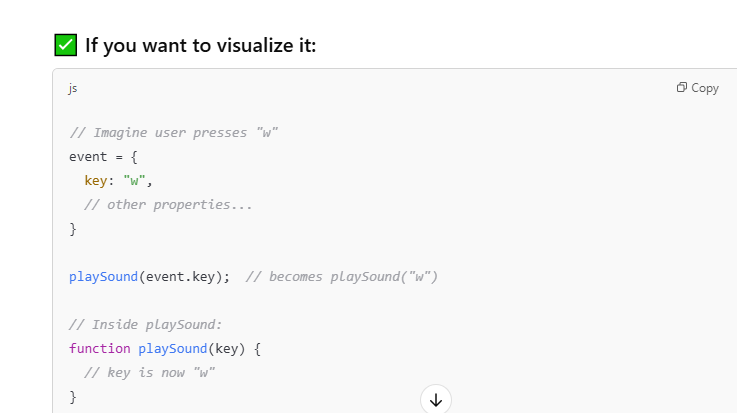 ✅ If you want to visualize it:
js
Copy
// Imagine user presses "w"
event = {
  key: "w",
  // other properties...
}
playSound(event.key);  // becomes playSound("w")
// Inside playSound:
function playSound(key) {
  // key is now "w"
}